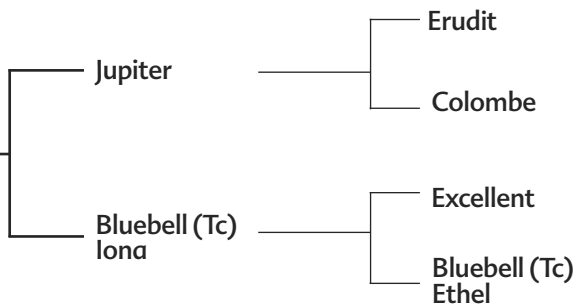 Erudit
Jupiter
Colombe
Excellent
Bluebell (Tc)
Iona
Bluebell (Tc)
Ethel